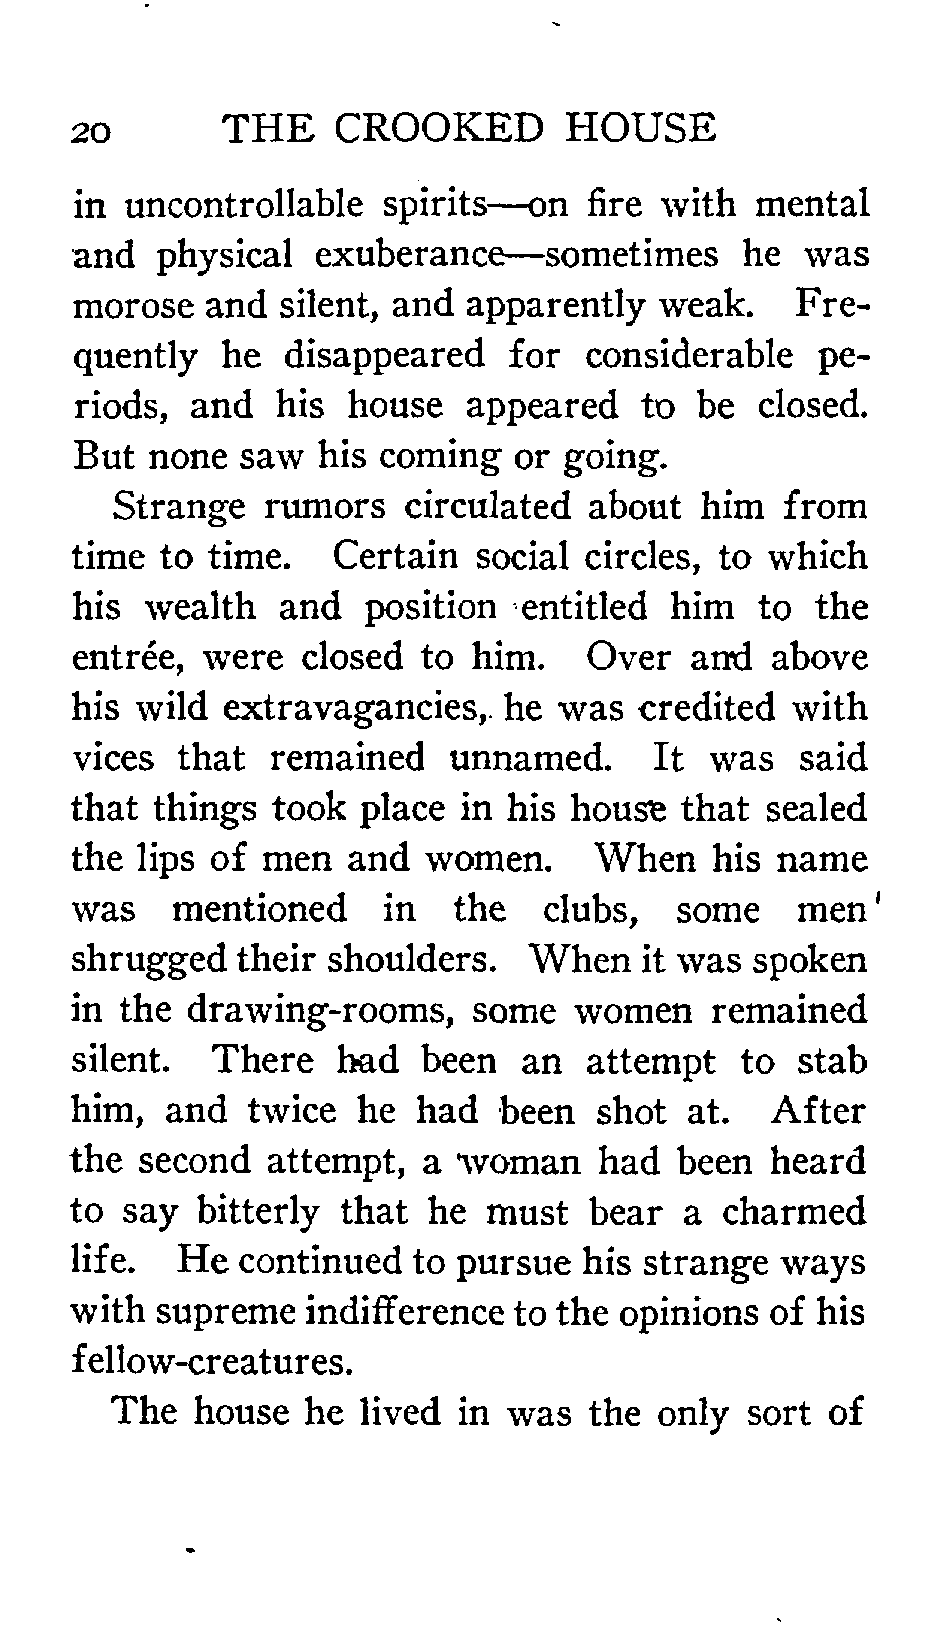 20 THE CROOKED HOUSE
in uncontrollable spirits—on fire with mental
and physical exuberance—sometimes he was
morose and silent, and apparently weak. Fre-
quently he disappeared for considerable pe-
riods, and his house appeared to be closed.
But none saw his coming or going.
Strange rumors circulated about him from
time to time. Certain social circles, to which
his wealth and position entitled him to the
entrée, were closed to him. Over and above
his wild extravagancies, he was credited with
vices that remained unnamed. It was said
that things took place in his house that sealed
the lips of men and women. When his name
was mentioned in the clubs, some men
shrugged their shoulders. When it was spoken
in the drawing-rooms, some women remained
silent. There had been an attempt to stab
him, and twice he had been shot at. After
the second attempt, a woman had been heard
to say bitterly that he must bear a charmed
life. He continued to pursue his strange ways
with supreme indifference to the opinions of his
fellow-creatures.
The house he lived in was the only sort of